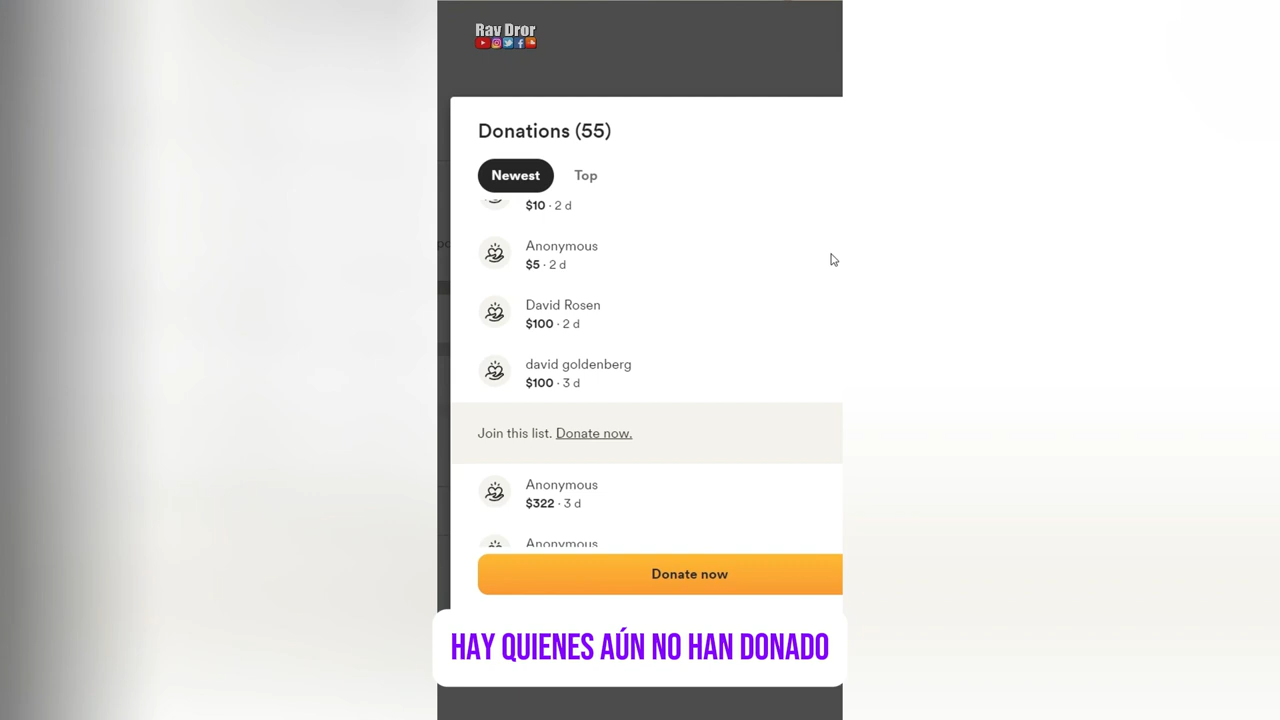 Rav Dror
Donations (55)
Newest
Top
$10 · 2 d
Anonymous
$5 · 2 d
David Rosen
$100 · 2 d
david goldenberg
$100 · 3 d
Join this list. Donate now.
Anonymous
$322 · 3 d
Anonymous
Donate now
HAY QUIENES AÚN NO HAN DONADO